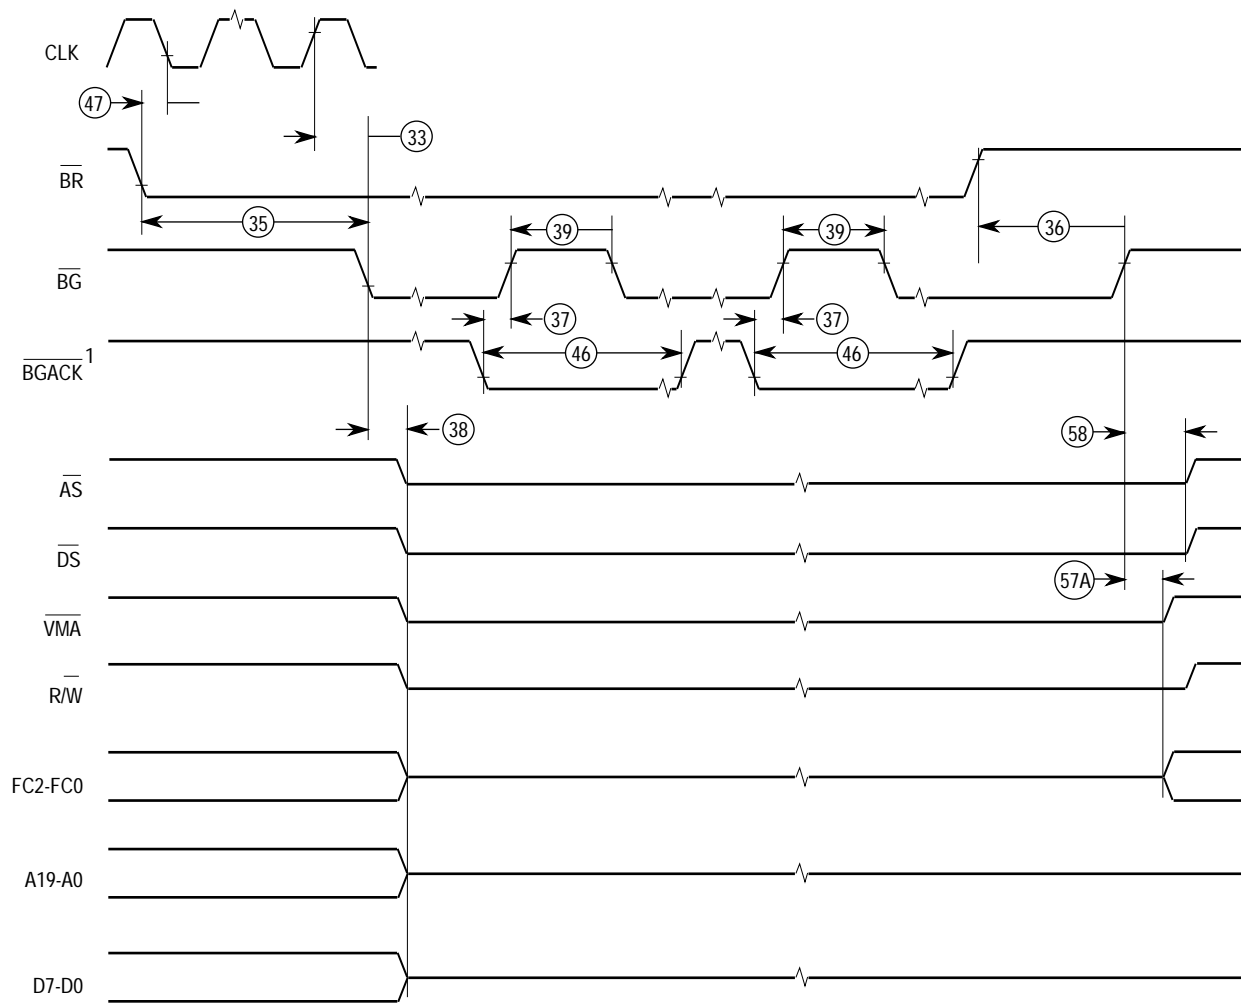 CLK
47
33
BR
35
39
39
36
BG
37
37
BGACK 1
46
46
38
58
AS
DS
57A
VMA
R/W
FC2-FC0
A19-A0
D7-D0